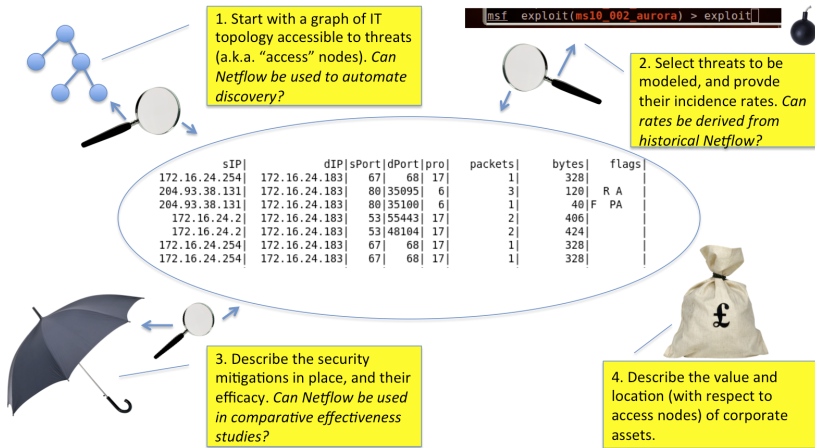 1. Start with a graph of IT
topology accessible to threats
(a.k.a. “access” nodes). Can
Netflow be used to automate
discovery?
msf exploit(ms10_002_aurora) > exploit
2. Select threats to be
modeled, and provde
their incidence rates. Can
rates be derived from
historical Netflow?
sIP| dIP|sPort|dPort|pro| packets| bytes| flags|
172.16.24.254| 172.16.24.183| 67| 68| 17| 1| 328| |
204.93.38.131| 172.16.24.183| 80|35095| 6| 3| 120| R A |
204.93.38.131| 172.16.24.183| 80|35100| 6| 1| 40|F PA |
172.16.24.2| 172.16.24.183| 53|55443| 17| 2| 406| |
172.16.24.2| 172.16.24.183| 53|48104| 17| 2| 424| |
172.16.24.254| 172.16.24.183| 67| 68| 17| 1| 328| |
172.16.24.254| 172.16.24.183| 67| 68| 17| 1| 328| |
£
3. Describe the security
mitigations in place, and their
efficacy. Can Netflow be used
in comparative effectiveness
studies?
4. Describe the value and
location (with respect to
access nodes) of corporate
assets.